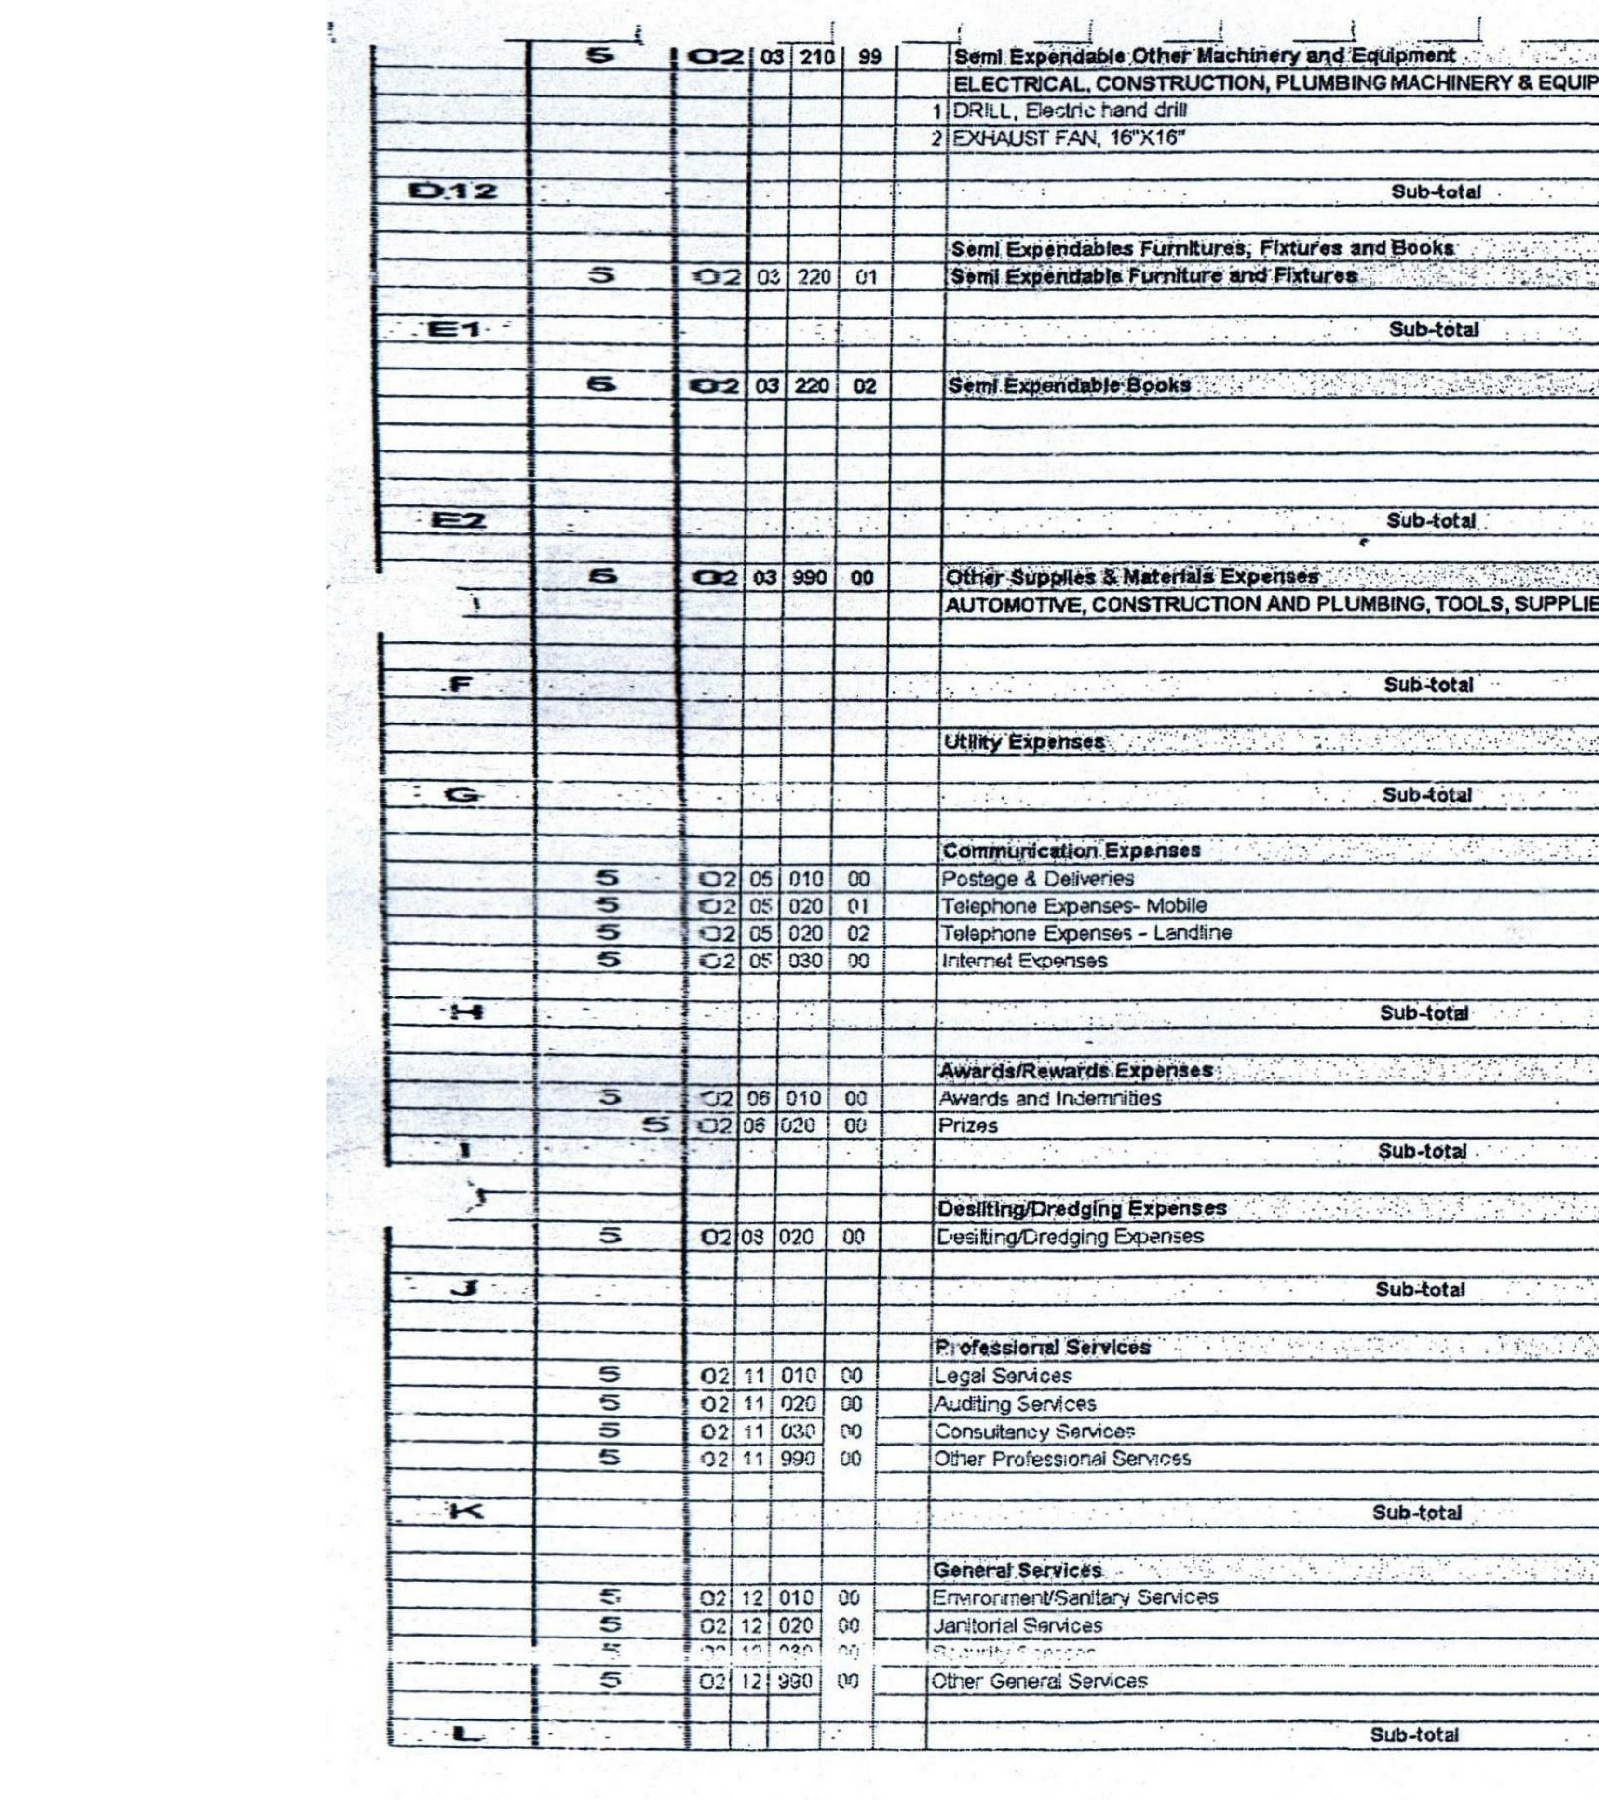 5 02 03 210 99 Semi Expendable Other Machinery and Equipment
ELECTRICAL, CONSTRUCTION, PLUMBING MACHINERY & EQUIP
1 DRILL, Electric hand drill
2 EXHAUST FAN, 16"X16"
D.12 Sub-total
Semi Expendables Furnitures, Fixtures and Books
5 02 03 220 01 Semi Expendable Furniture and Fixtures
E1 Sub-total
5 02 03 220 02 Semi Expendable Books
E2 Sub-total
5 02 03 990 00 Other Supplies & Materials Expenses
AUTOMOTIVE, CONSTRUCTION AND PLUMBING, TOOLS, SUPPLIE
F Sub-total
Utility Expenses
G Sub-total
Communication Expenses
5 02 05 010 00 Postage & Deliveries
5 02 05 020 01 Telephone Expenses- Mobile
5 02 05 020 02 Telephone Expenses - Landline
5 02 05 030 00 Internet Expenses
H Sub-total
Awards/Rewards Expenses
5 02 06 010 00 Awards and Indemnities
5 02 06 020 00 Prizes
I Sub-total
Desilting/Dredging Expenses
5 02 08 020 00 Desilting/Dredging Expenses
J Sub-total
Professional Services
5 02 11 010 00 Legal Services
5 02 11 020 00 Auditing Services
5 02 11 030 00 Consultancy Services
5 02 11 990 00 Other Professional Services
K Sub-total
General Services
5 02 12 010 00 Environment/Sanitary Services
5 02 12 020 00 Janitorial Services
5 02 12 990 00 Other General Services
L Sub-total